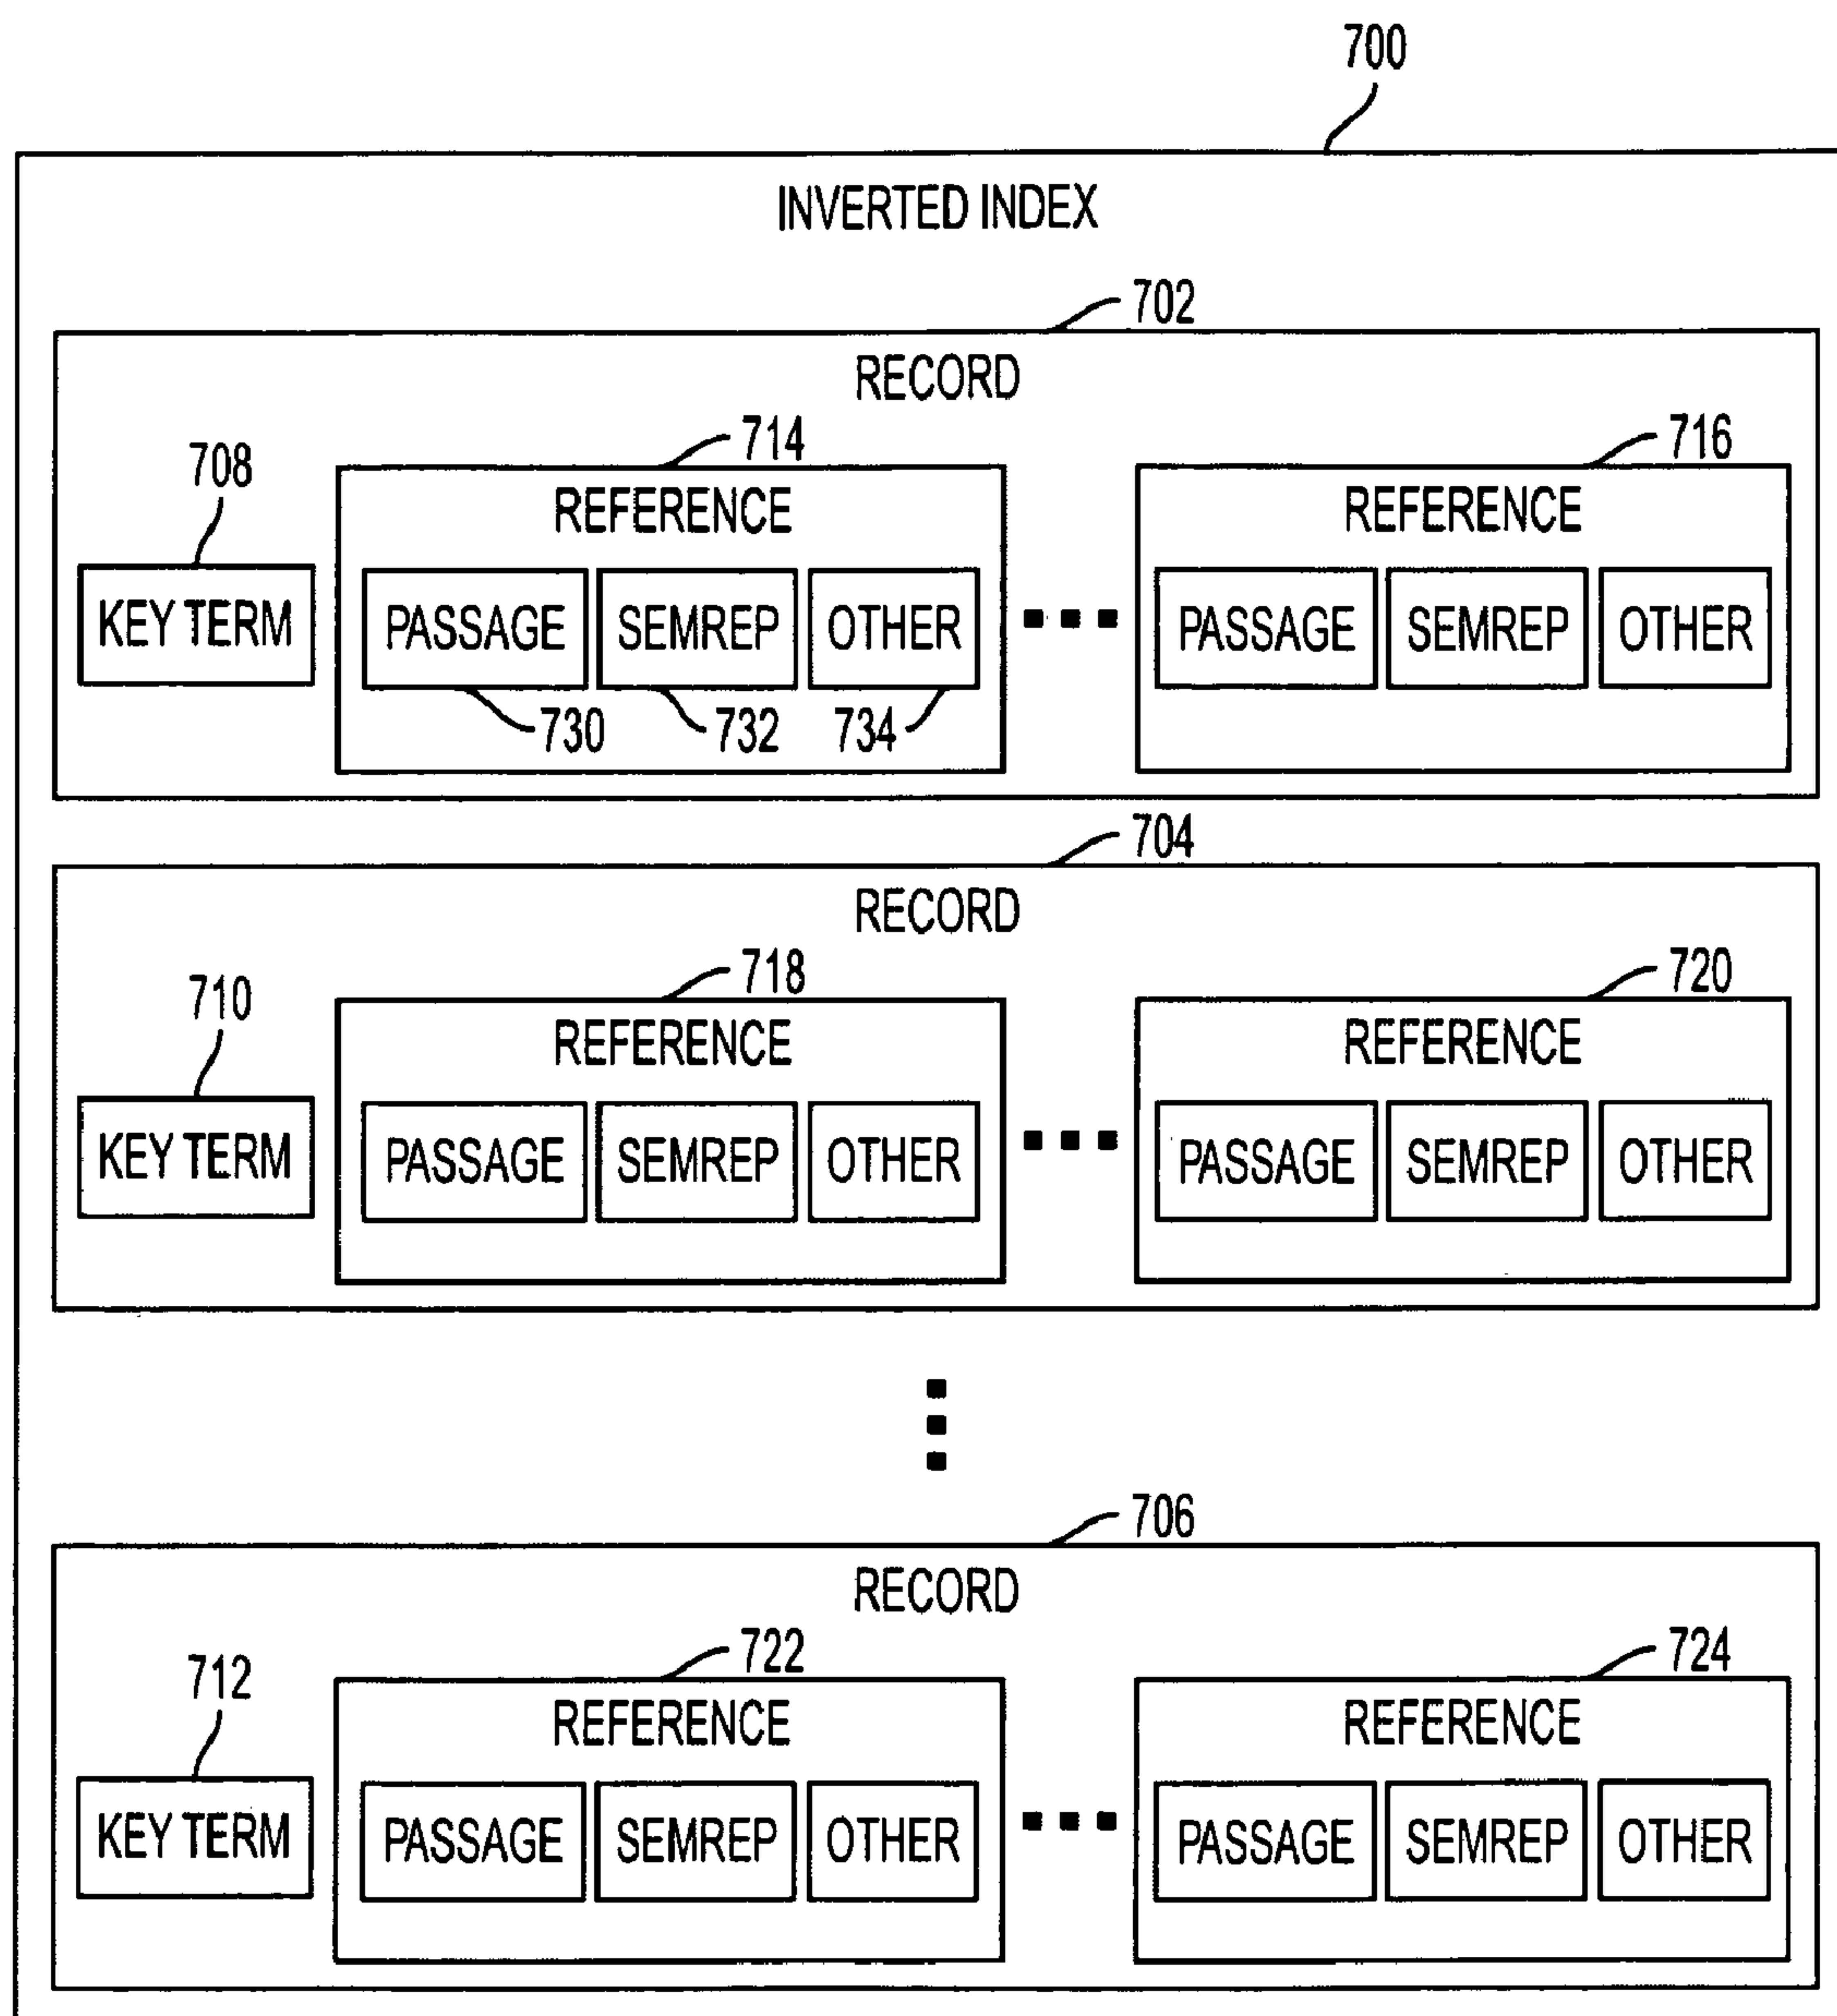 700
INVERTED INDEX
702
RECORD
708
714
716
REFERENCE
REFERENCE
KEY TERM
PASSAGE SEMREP OTHER
PASSAGE SEMREP OTHER
730 732 734
704
RECORD
710
718
720
REFERENCE
REFERENCE
KEY TERM
PASSAGE SEMREP OTHER
PASSAGE SEMREP OTHER
706
RECORD
712
722
724
REFERENCE
REFERENCE
KEY TERM
PASSAGE SEMREP OTHER
PASSAGE SEMREP OTHER